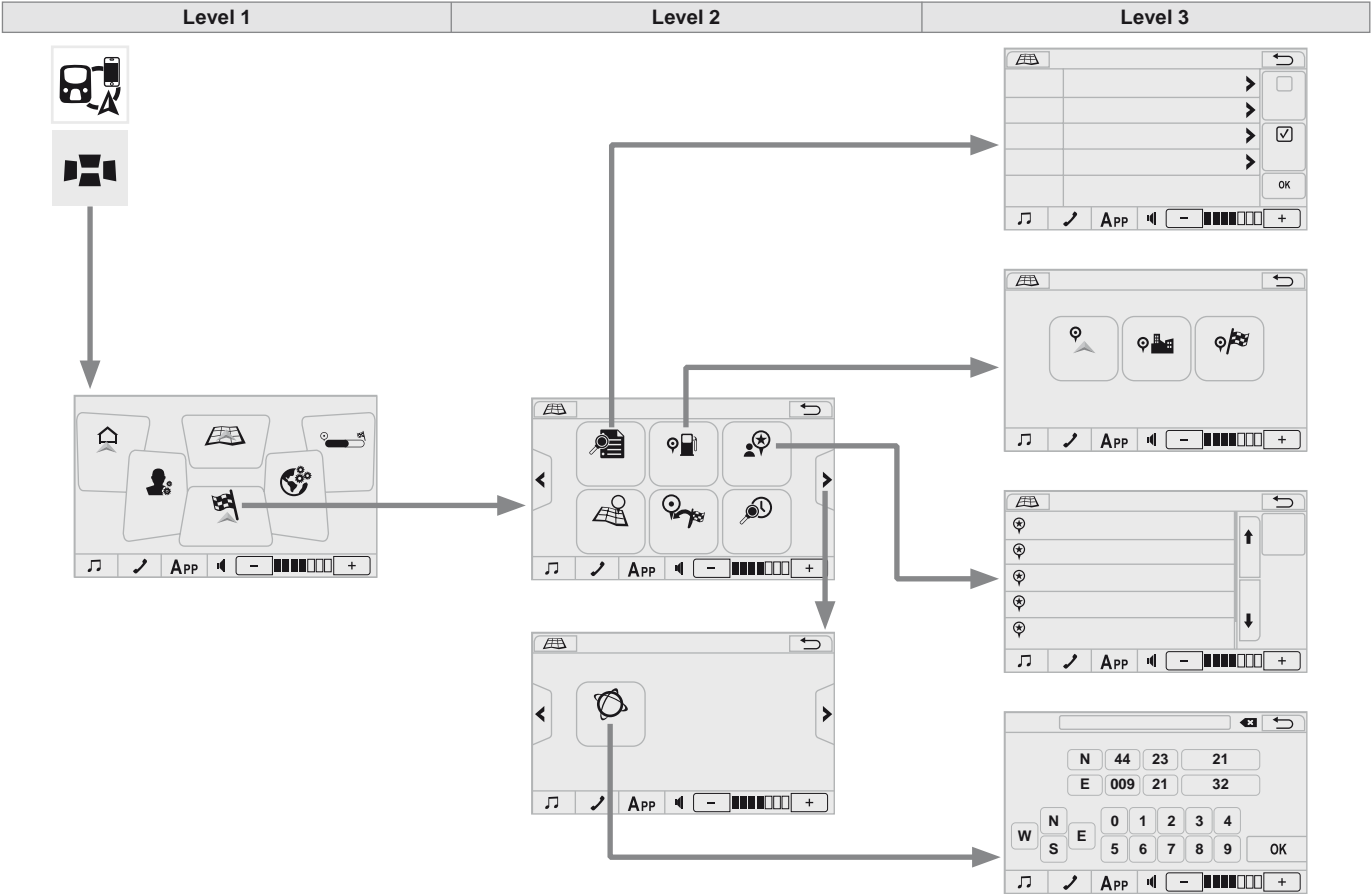 Level 1 Level 2 Level 3
OK
APP - +
APP - +
APP - +
APP - +
APP - +
APP - +
N 44 23 21
E 009 21 32
W N S E
0 1 2 3 4
5 6 7 8 9 OK
APP - +